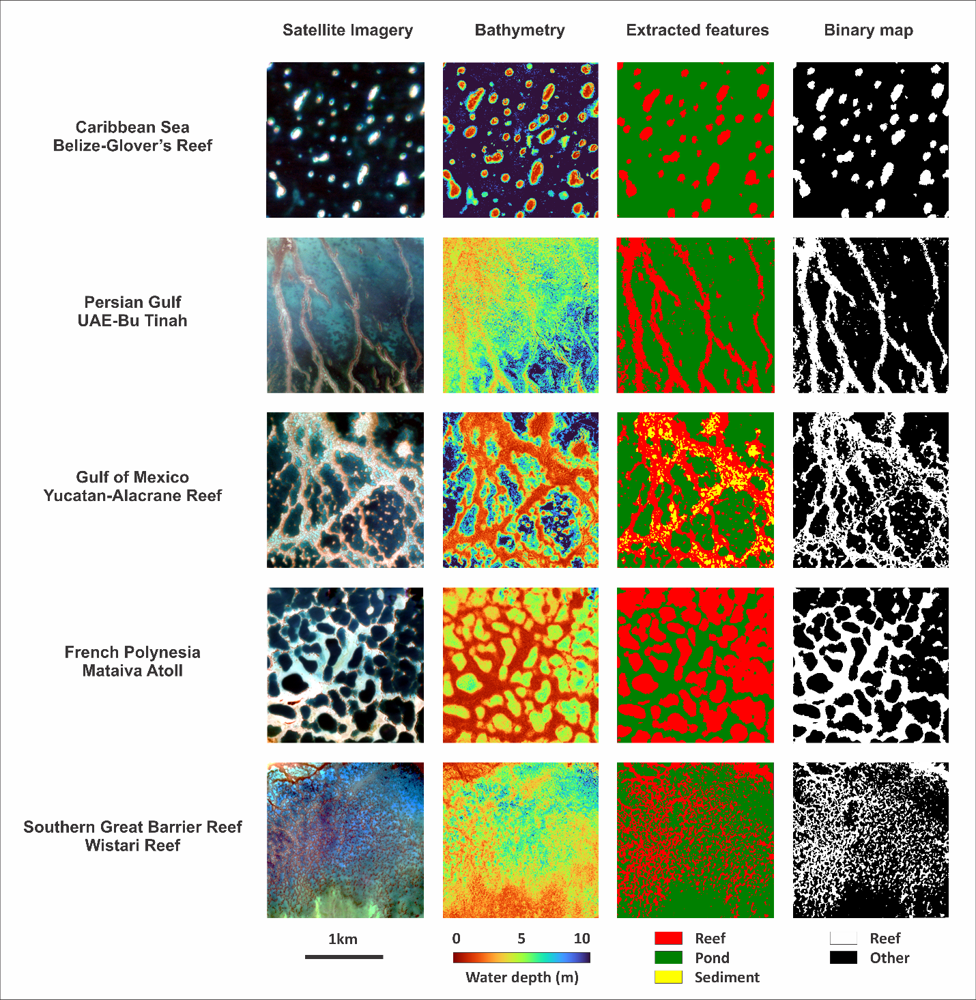 Satellite Imagery
Bathymetry
Extracted features
Binary map
Caribbean Sea
Belize-Glover’s Reef
Persian Gulf
UAE-Bu Tinah
Gulf of Mexico
Yucatan-Alacrane Reef
French Polynesia
Mataiva Atoll
Southern Great Barrier Reef
Wistari Reef
1km
0 5 10
Water depth (m)
Reef
Pond
Sediment
Reef
Other